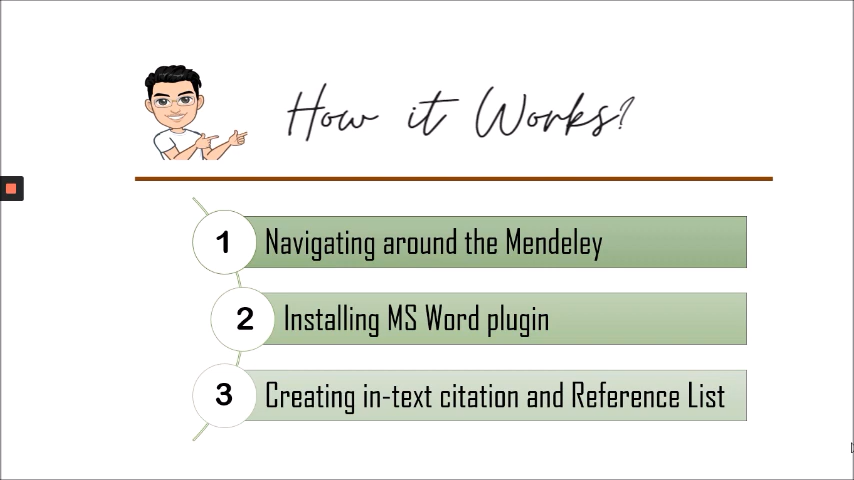 How it Works?
1 Navigating around the Mendeley
2 Installing MS Word plugin
3 Creating in-text citation and Reference List